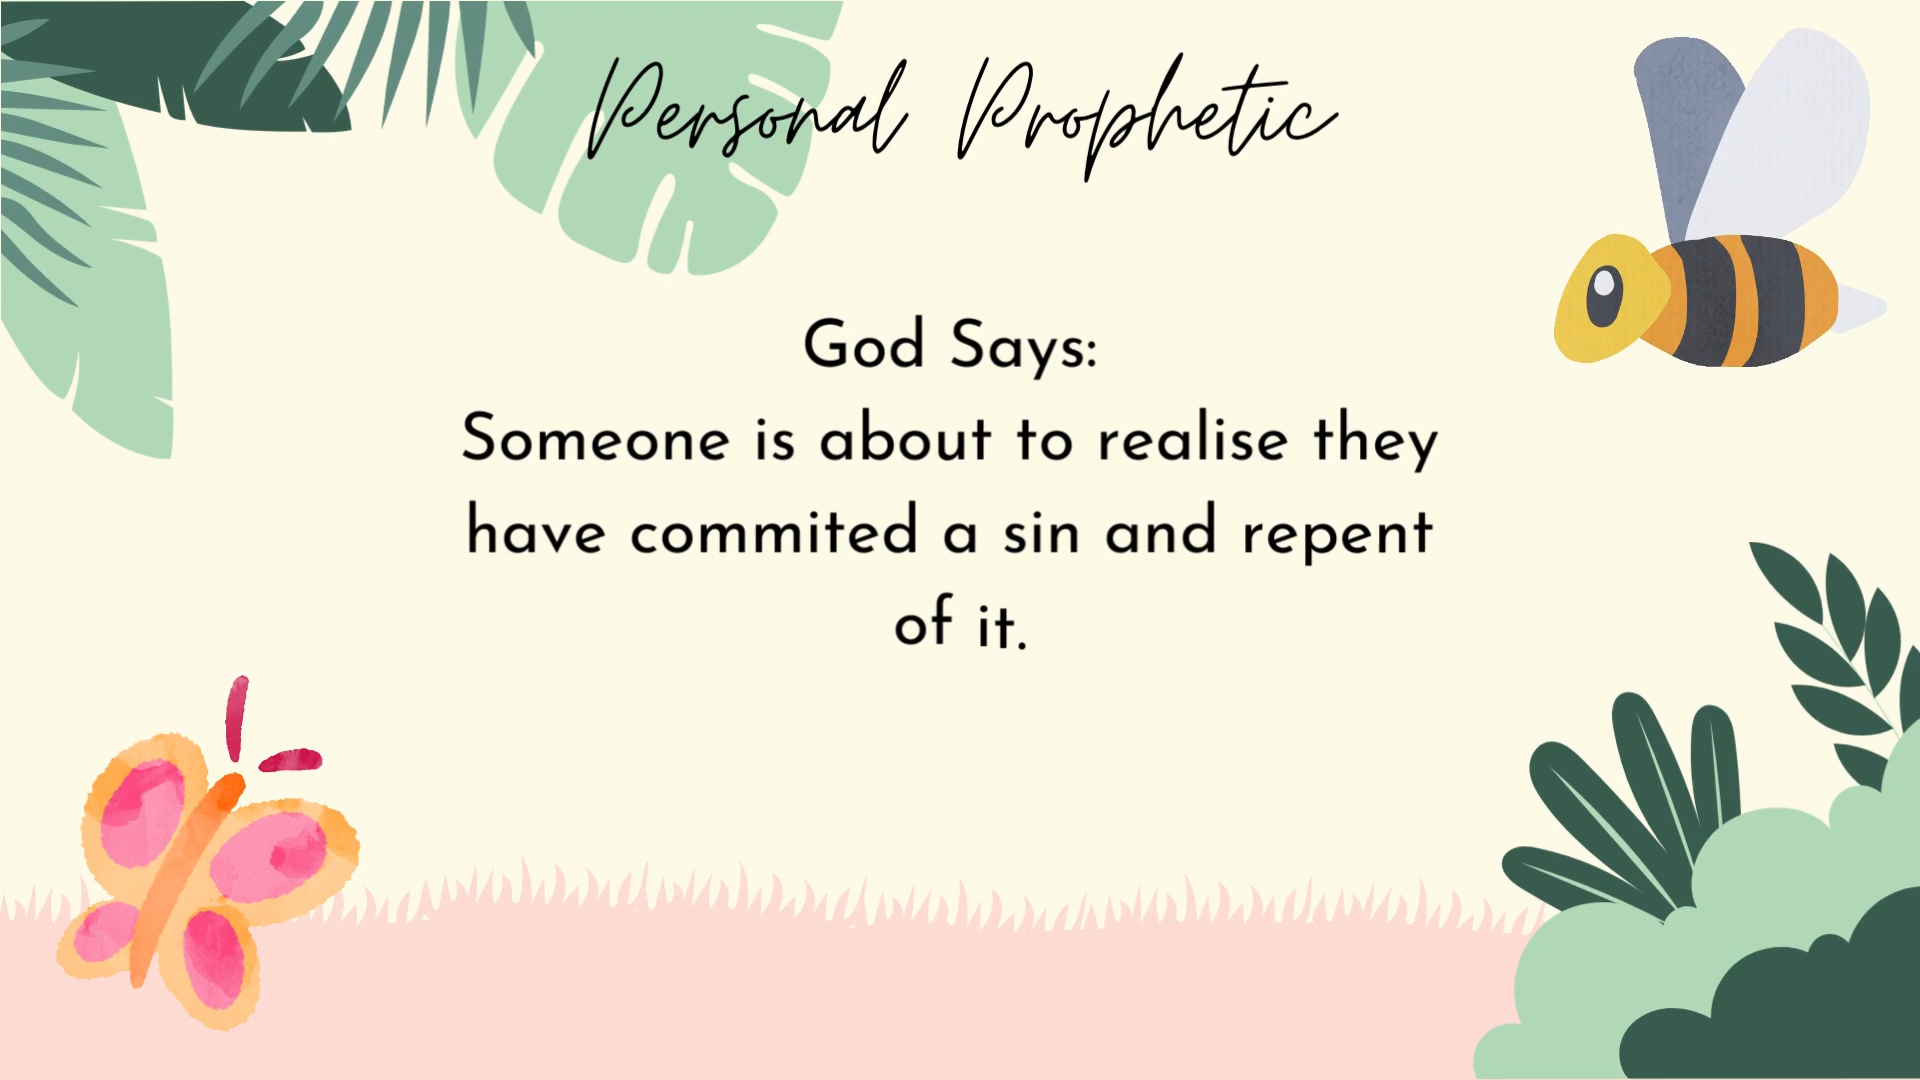 Personal Prophetic
God Says:
Someone is about to realise they
have commited a sin and repent
of it.